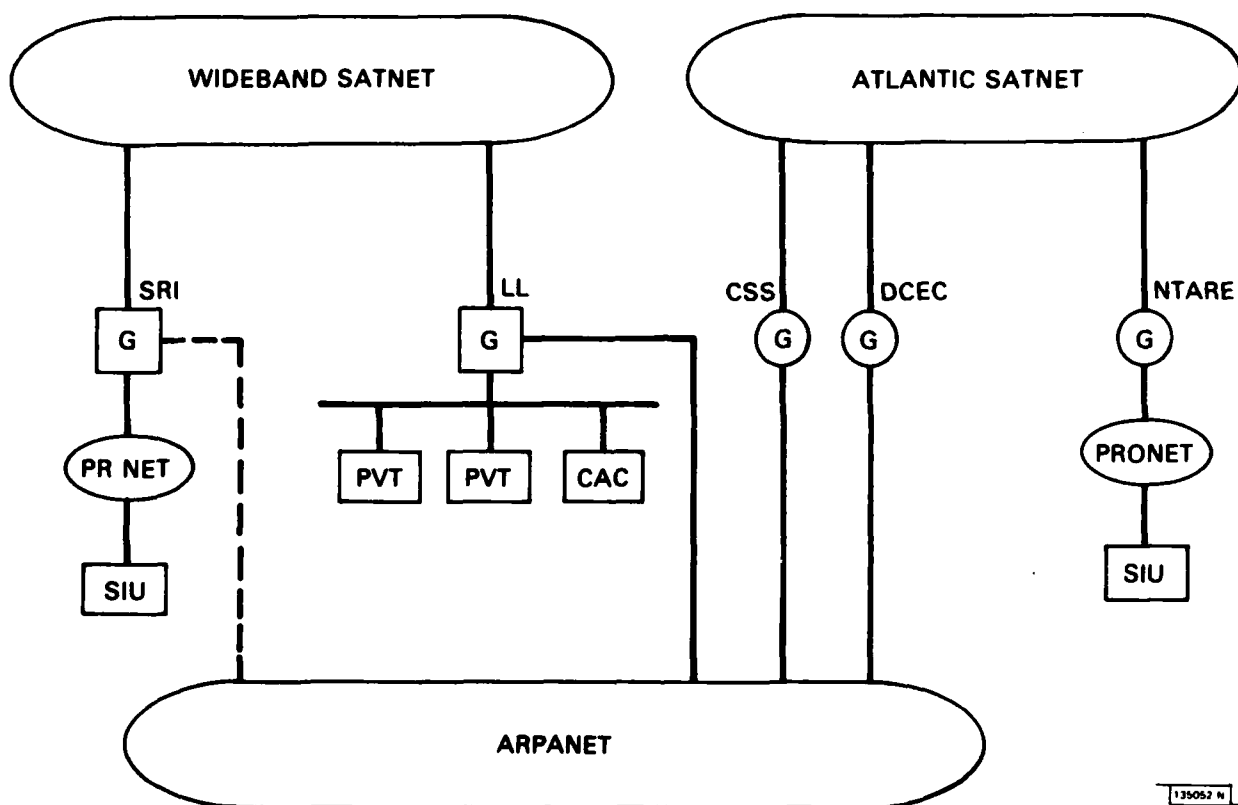 WIDEBAND SATNET
ATLANTIC SATNET
SRI
LL
CSS
DCEC
NTARE
G
G
G
G
G
PR NET
PVT
PVT
CAC
PRONET
SIU
SIU
ARPANET
135052 N